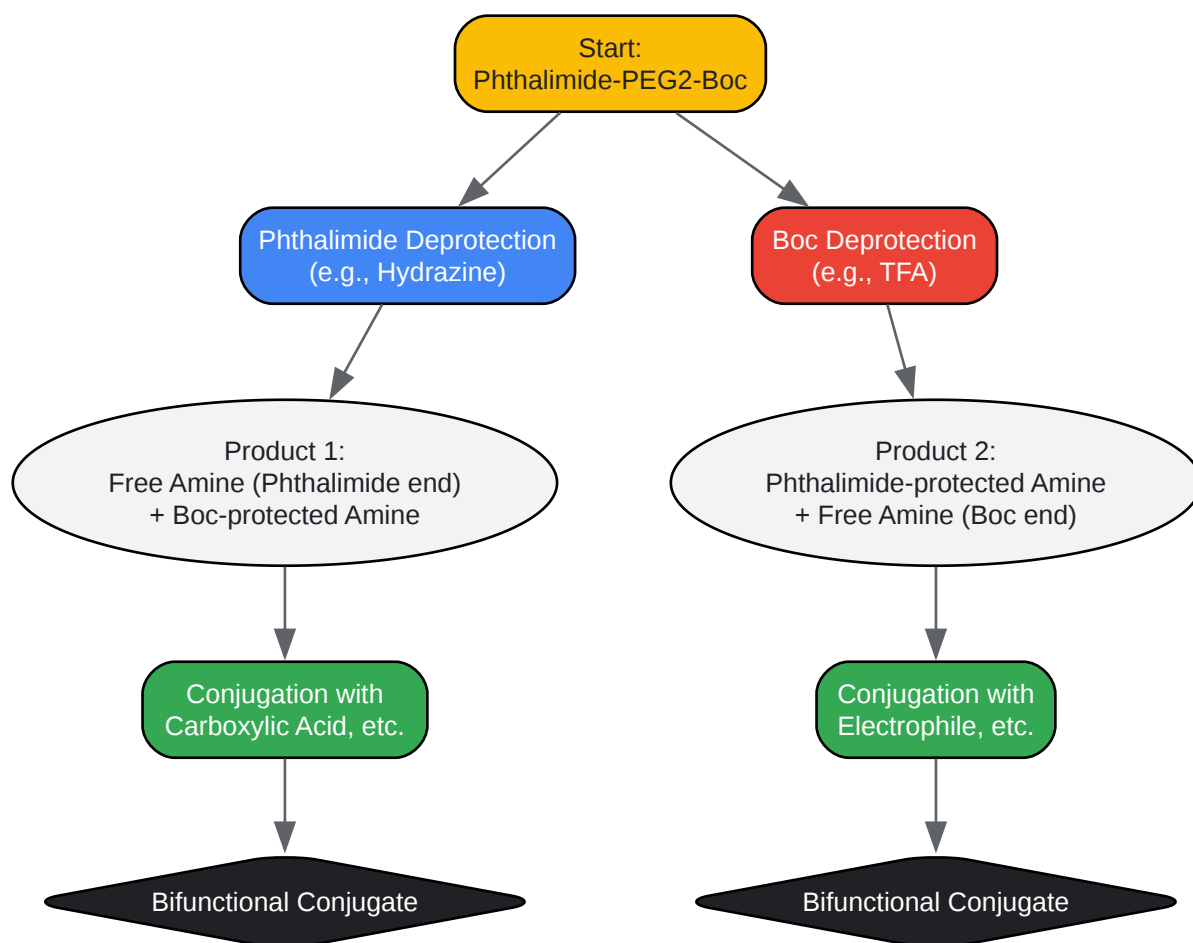 Start:
Phthalimide-PEG2-Boc
Phthalimide Deprotection
(e.g., Hydrazine)
Boc Deprotection
(e.g., TFA)
Product 1:
Free Amine (Phthalimide end)
+ Boc-protected Amine
Product 2:
Phthalimide-protected Amine
+ Free Amine (Boc end)
Conjugation with
Carboxylic Acid, etc.
Conjugation with
Electrophile, etc.
Bifunctional Conjugate
Bifunctional Conjugate